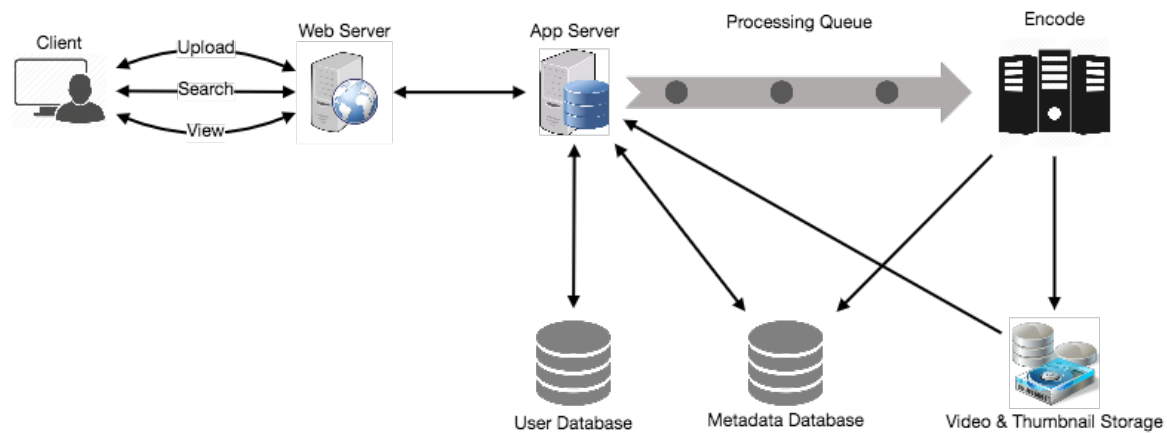 Processing Queue
Encode
Client
Web Server
App Server
Upload
Search
View
User Database
Metadata Database
Video & Thumbnail Storage